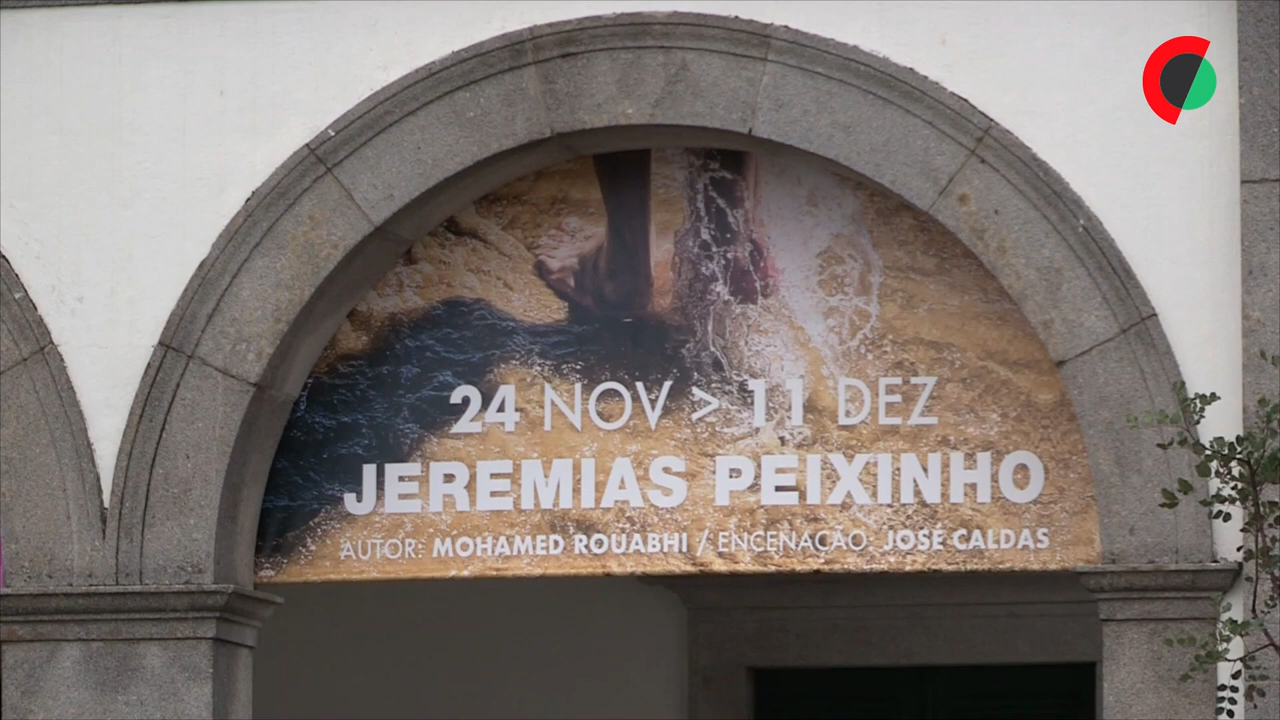 24 NOV > 11 DEZ
JEREMIAS PEIXINHO
AUTOR: MOHAMED ROUABHI / ENCENAÇÃO JOSÉ CALDAS